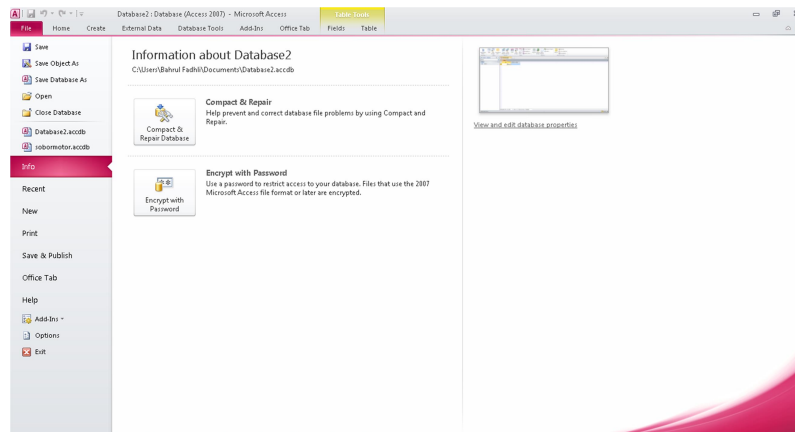 Database2 : Database (Access 2007) - Microsoft Access
Table Tools
File Home Create External Data Database Tools Add-Ins Office Tab Fields Table
Save
Save Object As
Save Database As
Open
Close Database
Database2.accdb
sobormotor.accdb
Info
Recent
New
Print
Save & Publish
Office Tab
Help
Add-Ins
Options
Exit
Information about Database2
C:\Users\Bahrul Fadhli\Documents\Database2.accdb
Compact &
Repair Database
Compact & Repair
Help prevent and correct database file problems by using Compact and
Repair.
Encrypt with
Password
Encrypt with Password
Use a password to restrict access to your database. Files that use the 2007
Microsoft Access file format or later are encrypted.
View and edit database properties